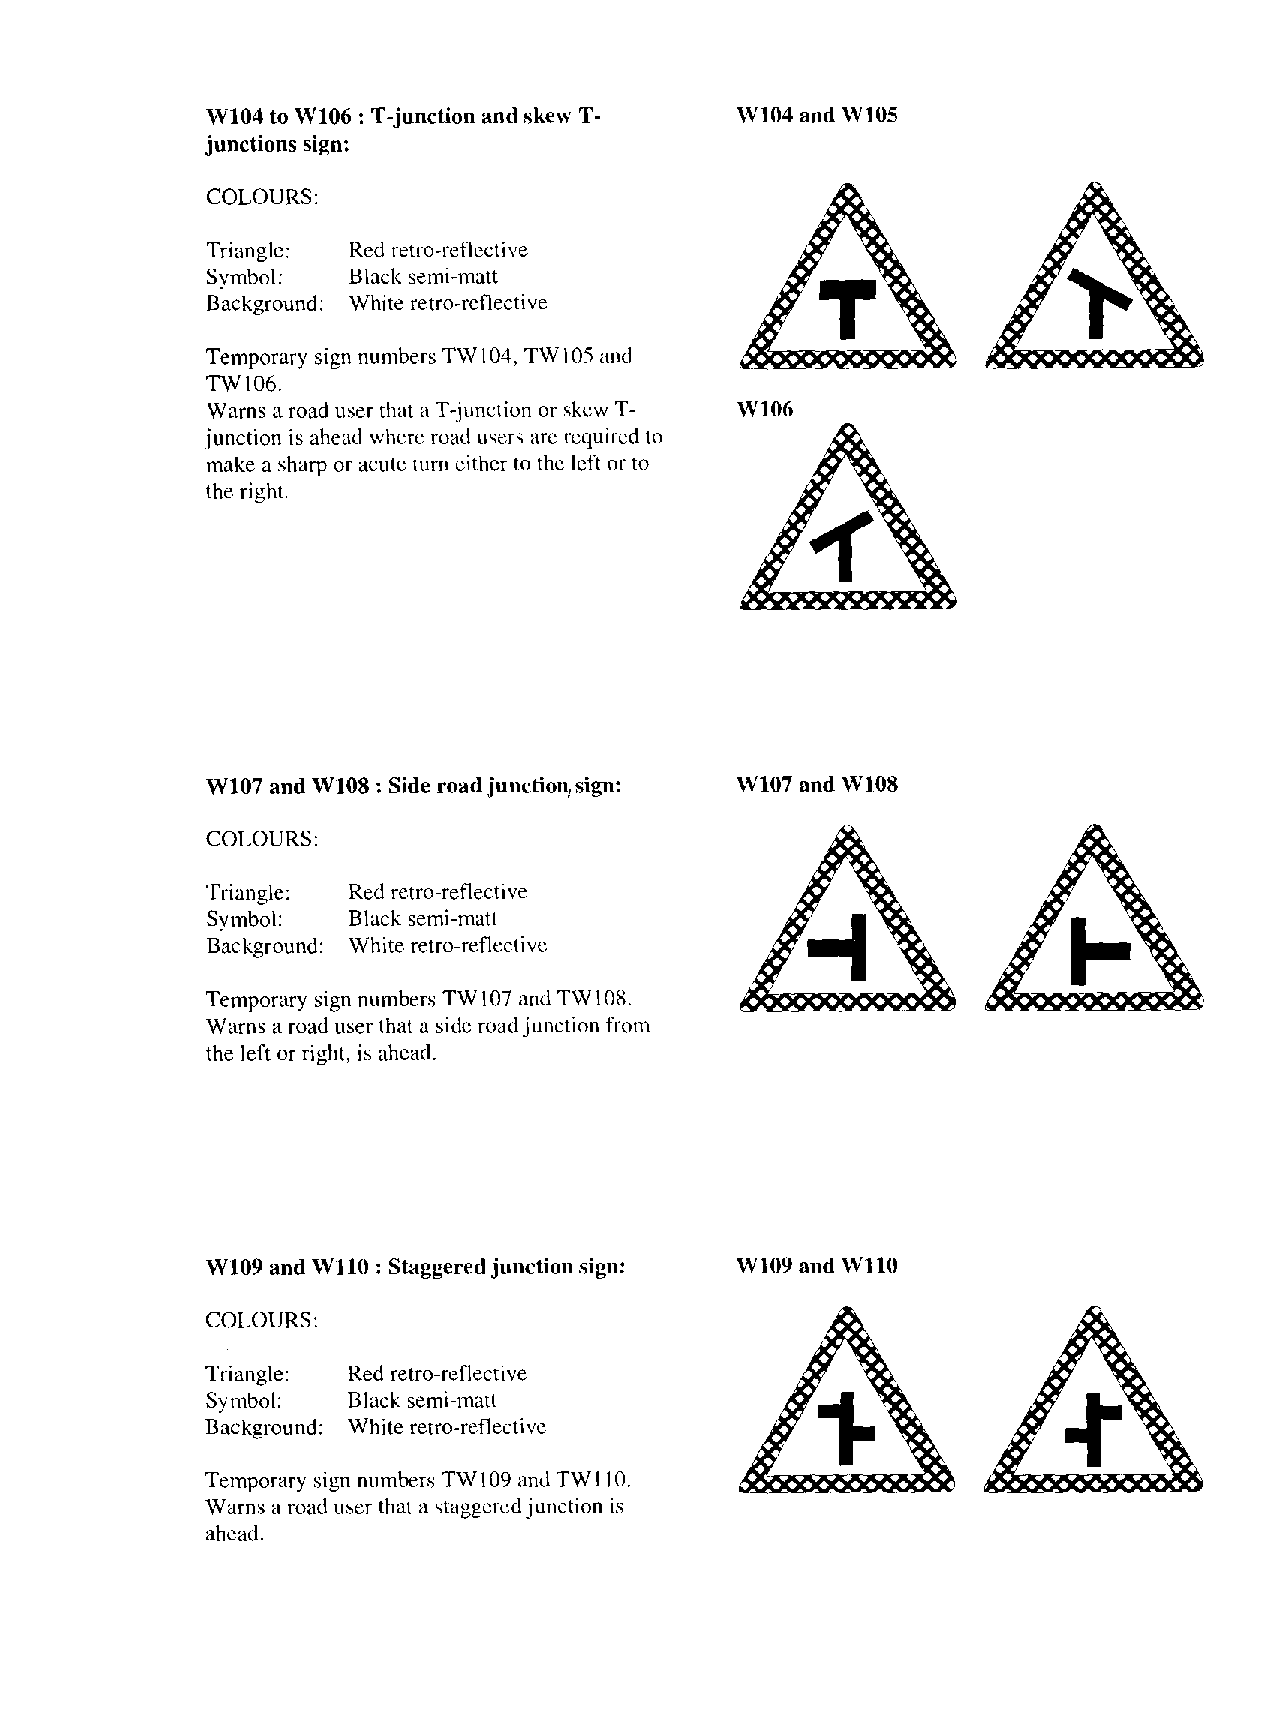 W104 to W106 : T-junction and skew T-
junctions sign:
W104 and W105
COLOURS:
Triangle: Red retro-reflective
Symbol: Black semi-matt
Background: White retro-reflective
Temporary sign numbers TW104, TW105 and
TW106.
Warns a road user that a T-junction or skew T-
junction is ahead where road users are required to
make a sharp or acute turn either to the left or to
the right.
W106
W107 and W108 : Side road junction, sign:
W107 and W108
COLOURS:
Triangle: Red retro-reflective
Symbol: Black semi-matt
Background: White retro-reflective
Temporary sign numbers TW107 and TW108.
Warns a road user that a side road junction from
the left or right, is ahead.
W109 and W110 : Staggered junction sign:
W109 and W110
COLOURS:
Triangle: Red retro-reflective
Symbol: Black semi-matt
Background: White retro-reflective
Temporary sign numbers TW109 and TW110.
Warns a road user that a staggered junction is
ahead.